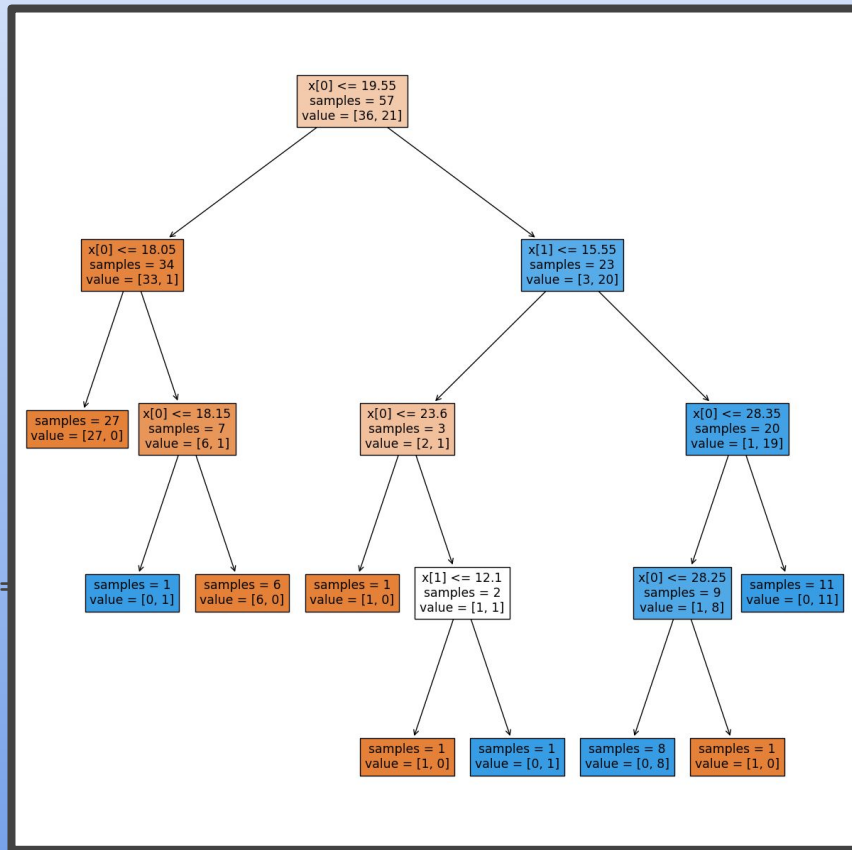 x[0] <= 19.55
samples = 57
value = [36, 21]
x[0] <= 18.05
samples = 34
value = [33, 1]
x[1] <= 15.55
samples = 23
value = [3, 20]
samples = 27
value = [27, 0]
x[0] <= 18.15
samples = 7
value = [6, 1]
x[0] <= 23.6
samples = 3
value = [2, 1]
x[0] <= 28.35
samples = 20
value = [1, 19]
samples = 1
value = [0, 1]
samples = 6
value = [6, 0]
samples = 1
value = [1, 0]
x[1] <= 12.1
samples = 2
value = [1, 1]
x[0] <= 28.25
samples = 9
value = [1, 8]
samples = 11
value = [0, 11]
samples = 1
value = [1, 0]
samples = 1
value = [0, 1]
samples = 8
value = [0, 8]
samples = 1
value = [1, 0]